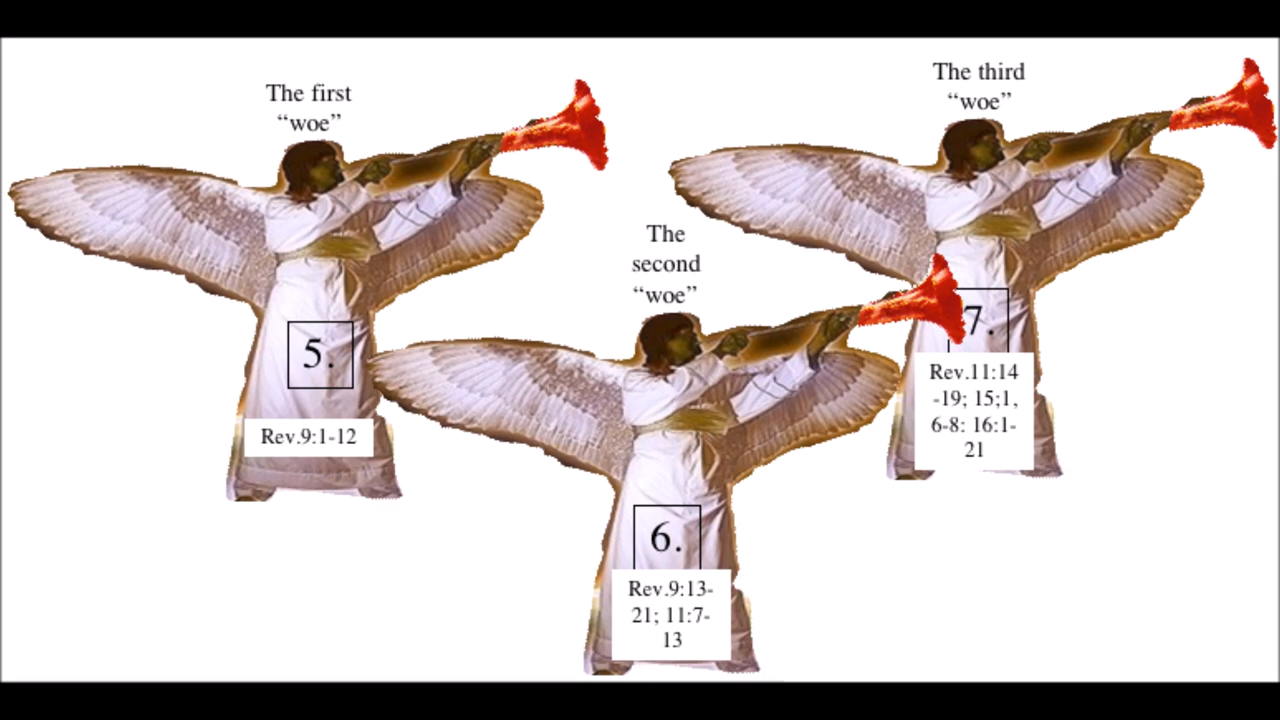 The first
“woe”
5.
Rev.9:1-12
The
second
“woe”
6.
Rev.9:13-
21; 11:7-
13
The third
“woe”
7.
Rev.11:14
-19; 15;1,
6-8: 16:1-
21